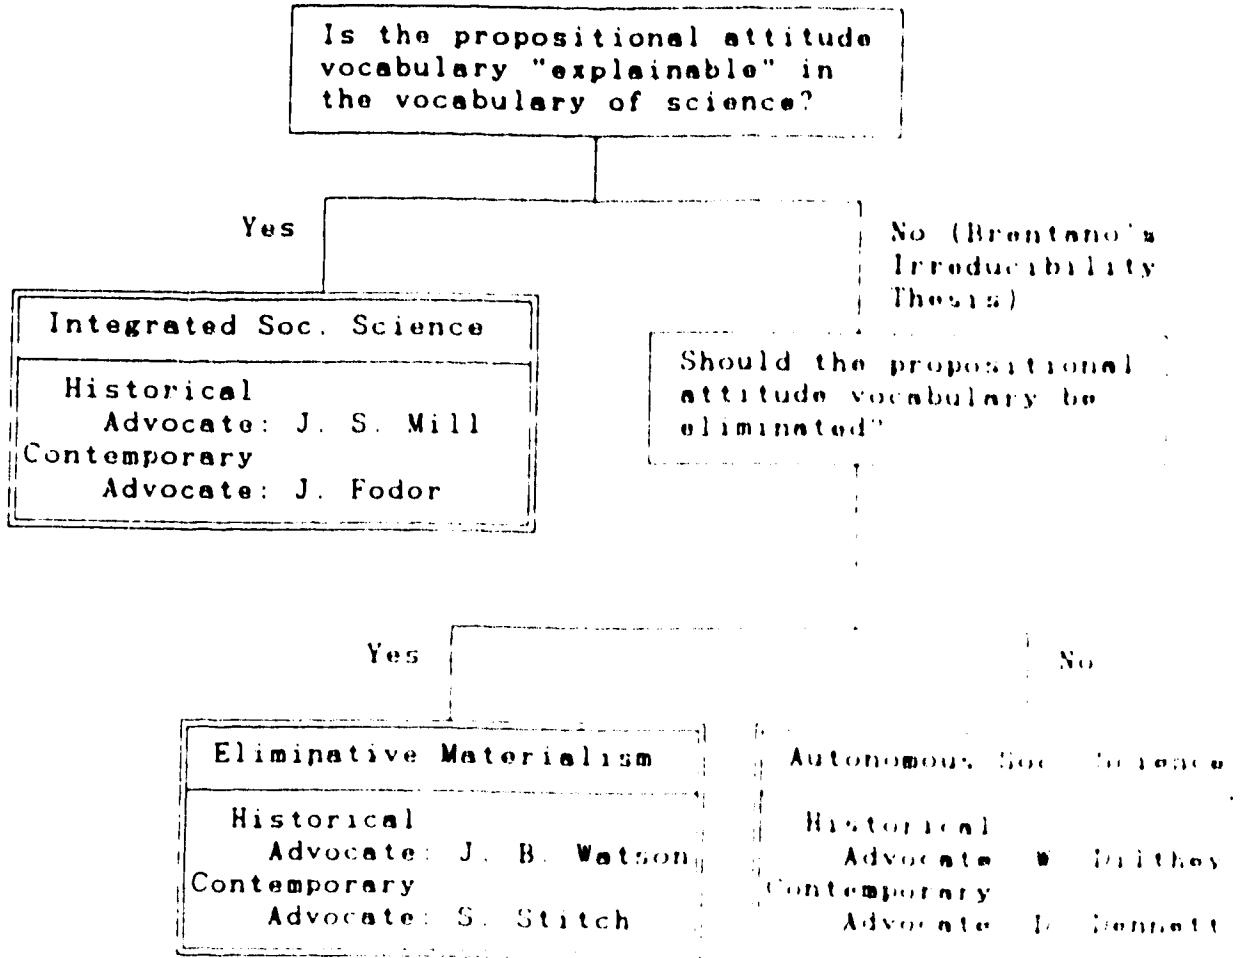 Is the propositional attitude
vocabulary "explainable" in
the vocabulary of science?
Yes
No (Brentano's
Irreducibility
Thesis)
Integrated Soc. Science
Historical
Advocate: J. S. Mill
Contemporary
Advocate: J. Fodor
Should the propositional
attitude vocabulary be
eliminated?
Yes
No
Eliminative Materialism
Historical
Advocate: J. B. Watson
Contemporary
Advocate: S. Stitch
Autonomous Soc Science
Historical
Advocate W Dilthey
Contemporary
Advocate D Dennett